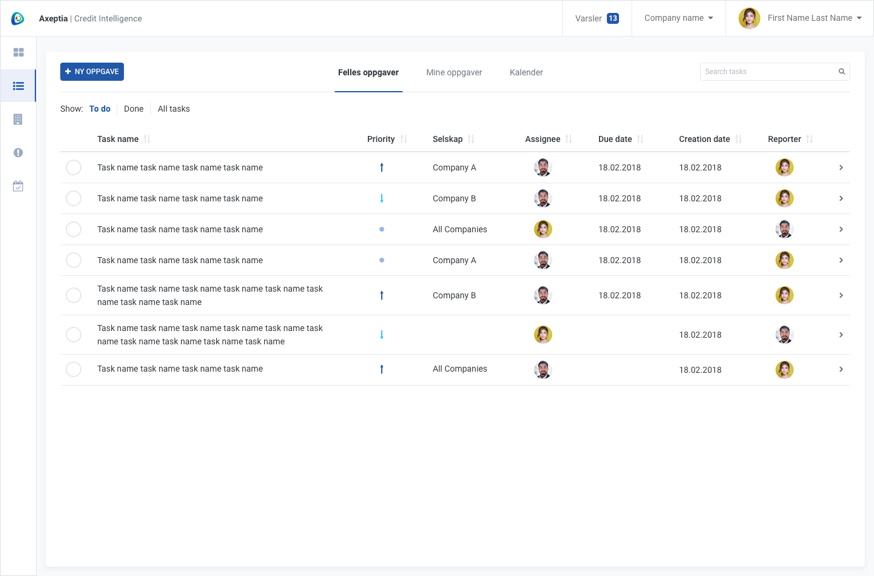 Axeptia | Credit Intelligence
Varsler 13
Company name
First Name Last Name
+ NY OPPGAVE
Felles oppgaver
Mine oppgaver
Kalender
Search tasks
Show: To do Done All tasks
Task name Priority Selskap Assignee Due date Creation date Reporter
Task name task name task name task name Company A 18.02.2018 18.02.2018
Task name task name task name task name Company B 18.02.2018 18.02.2018
Task name task name task name task name All Companies 18.02.2018 18.02.2018
Task name task name task name task name Company A 18.02.2018 18.02.2018
Task name task name task name task name task name task
name task name task name Company B 18.02.2018 18.02.2018
Task name task name task name task name task name task
name task name task name task name task name 18.02.2018
Task name task name task name task name All Companies 18.02.2018